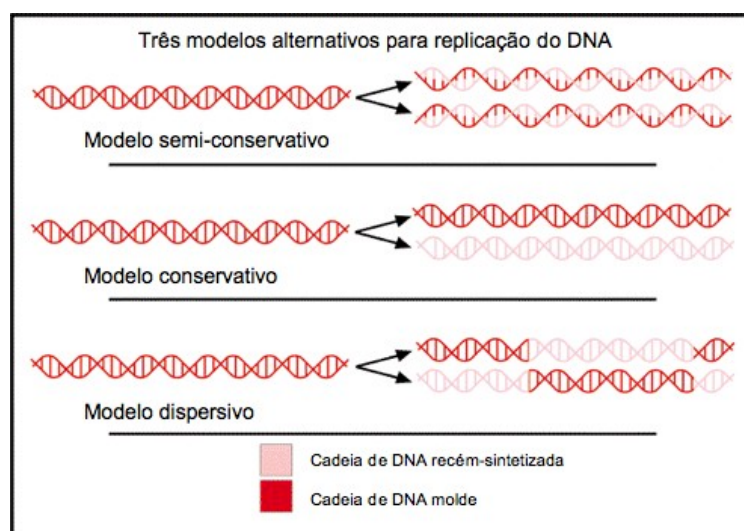 Três modelos alternativos para replicação do DNA
Modelo semi-conservativo
Modelo conservativo
Modelo dispersivo
Cadeia de DNA recém-sintetizada
Cadeia de DNA molde